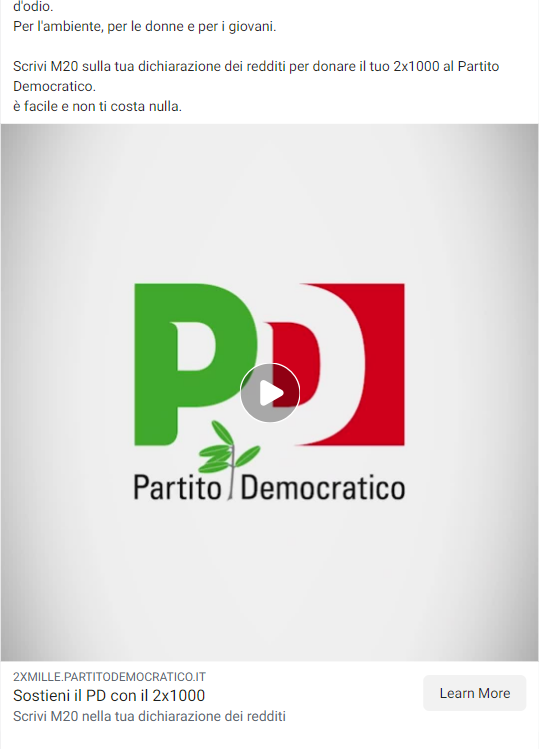 d'odio.
Per l'ambiente, per le donne e per i giovani.
Scrivi M20 sulla tua dichiarazione dei redditi per donare il tuo 2x1000 al Partito
Democratico.
è facile e non ti costa nulla.
PD
Partito Democratico
2XMILLE.PARTITODEMOCRATICO.IT
Sostieni il PD con il 2x1000
Scrivi M20 nella tua dichiarazione dei redditi
Learn More